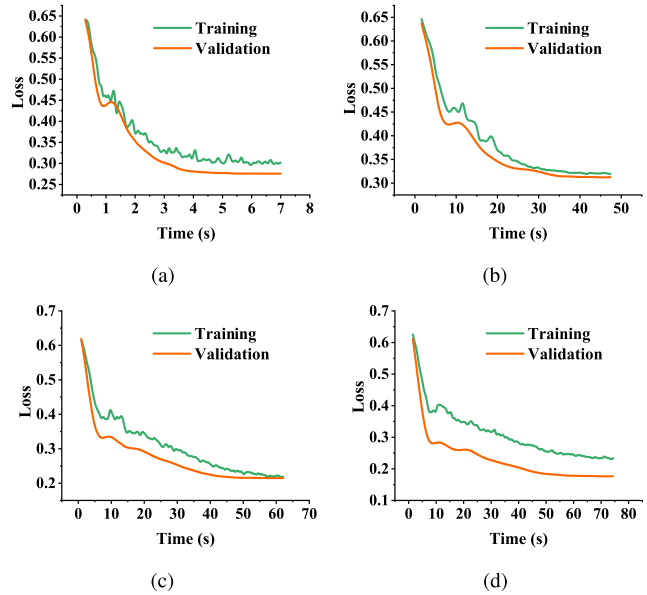 0.65
0.60
0.55
0.50
0.45
0.40
0.35
0.30
0.25
Loss
Training
Validation
0 1 2 3 4 5 6 7 8
Time (s)
(a)
0.65
0.60
0.55
0.50
0.45
0.40
0.35
0.30
Loss
Training
Validation
0 10 20 30 40 50
Time (s)
(b)
0.7
0.6
0.5
0.4
0.3
0.2
Loss
Training
Validation
0 10 20 30 40 50 60 70
Time (s)
(c)
0.7
0.6
0.5
0.4
0.3
0.2
0.1
Loss
Training
Validation
0 10 20 30 40 50 60 70 80
Time (s)
(d)